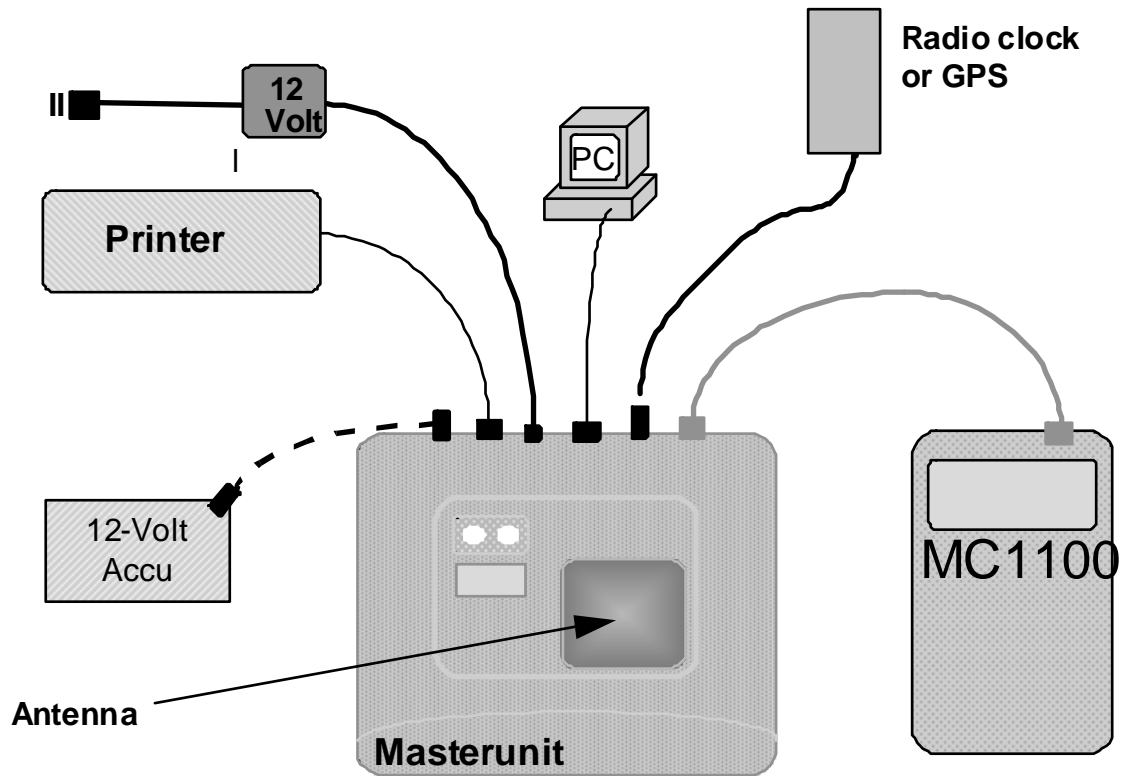 Radio clock
or GPS
II
12
Volt
I
PC
Printer
12-Volt
Accu
MC1100
Antenna
Masterunit